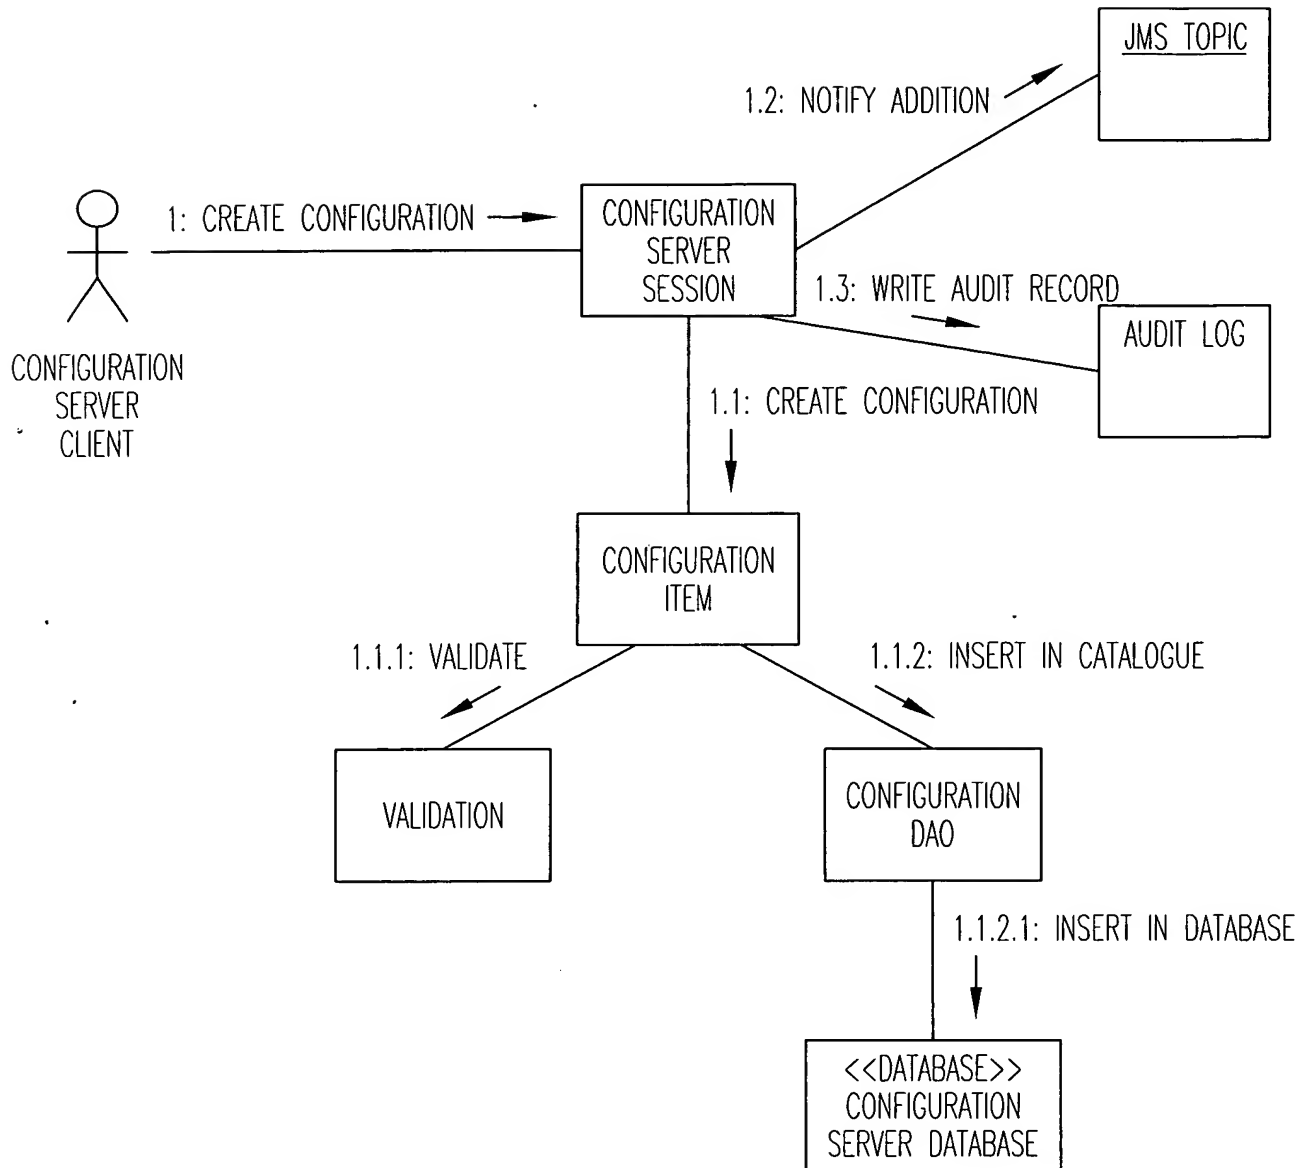 JMS TOPIC
1.2: NOTIFY ADDITION
1: CREATE CONFIGURATION
CONFIGURATION
SERVER
SESSION
1.3: WRITE AUDIT RECORD
AUDIT LOG
CONFIGURATION
SERVER
CLIENT
1.1: CREATE CONFIGURATION
CONFIGURATION
ITEM
1.1.1: VALIDATE
1.1.2: INSERT IN CATALOGUE
VALIDATION
CONFIGURATION
DAO
1.1.2.1: INSERT IN DATABASE
<<DATABASE>>
CONFIGURATION
SERVER DATABASE